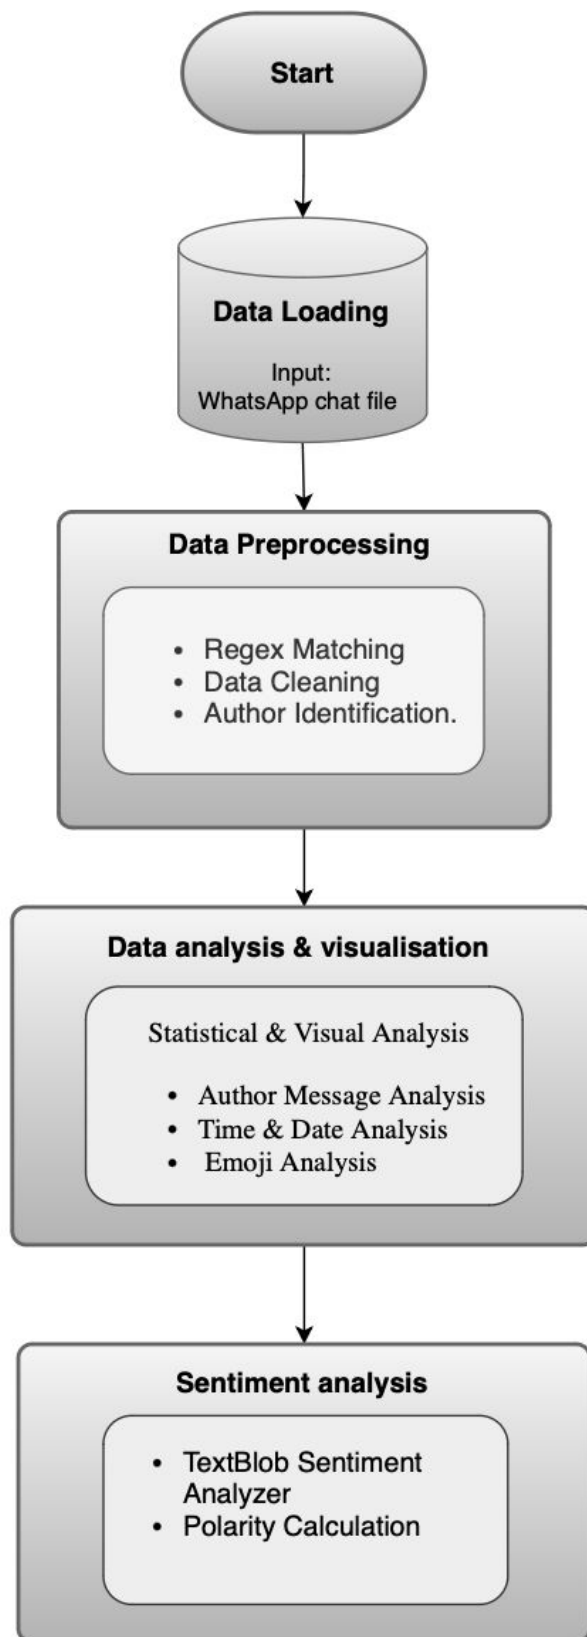 Start
Data Loading
Input:
WhatsApp chat file
Data Preprocessing
• Regex Matching
• Data Cleaning
• Author Identification.
Data analysis & visualisation
Statistical & Visual Analysis
• Author Message Analysis
• Time & Date Analysis
• Emoji Analysis
Sentiment analysis
• TextBlob Sentiment
Analyzer
• Polarity Calculation